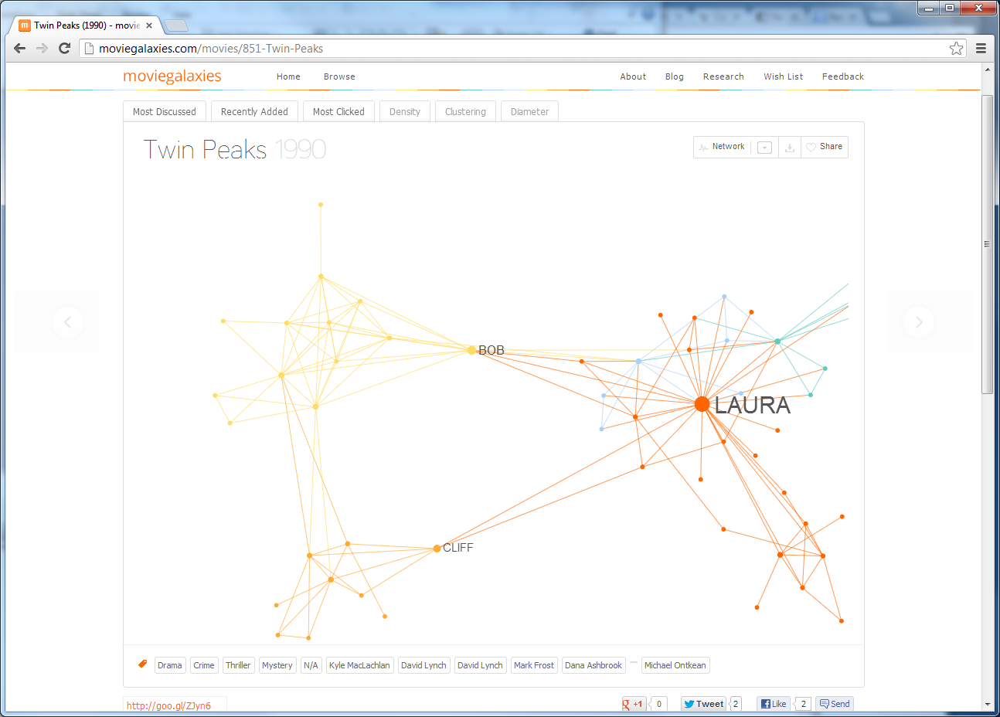 Twin Peaks (1990) - movie
moviegalaxies.com/movies/851-Twin-Peaks
moviegalaxies Home Browse About Blog Research Wish List Feedback
Most Discussed Recently Added Most Clicked Density Clustering Diameter
Twin Peaks 1990 Network Share
BOB
LAURA
CLIFF
Drama Crime Thriller Mystery N/A Kyle MacLachlan David Lynch David Lynch Mark Frost Dana Ashbrook Michael Ontkean
http://goo.gl/ZJyn6 +1 0 Tweet 2 Like 2 Send